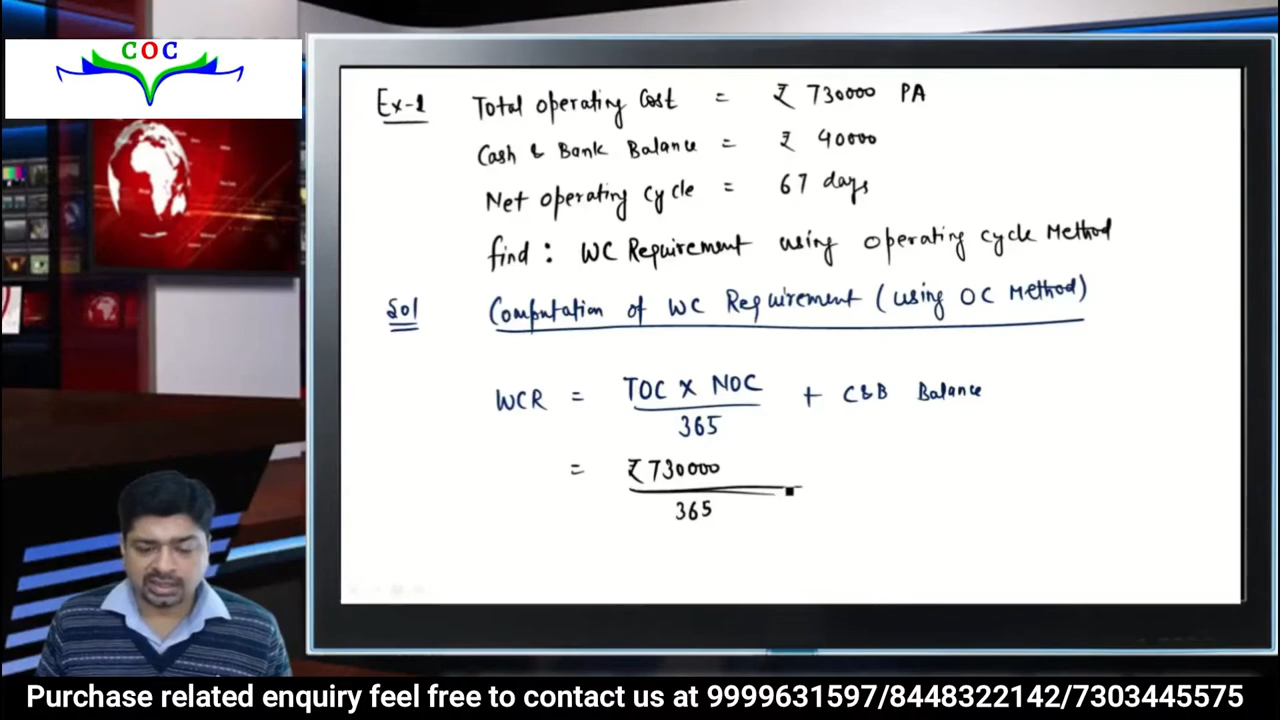 COC
Ex-1 Total operating Cost = ₹ 730000 PA
Cash & Bank Balance = ₹ 40000
Net operating cycle = 67 days
find : WC Requirement using operating cycle Method
Sol Computation of WC Requirement (using OC Method)
WCR = TOC X NOC + C&B Balance
365
= ₹730000
365
Purchase related enquiry feel free to contact us at 9999631597/8448322142/7303445575